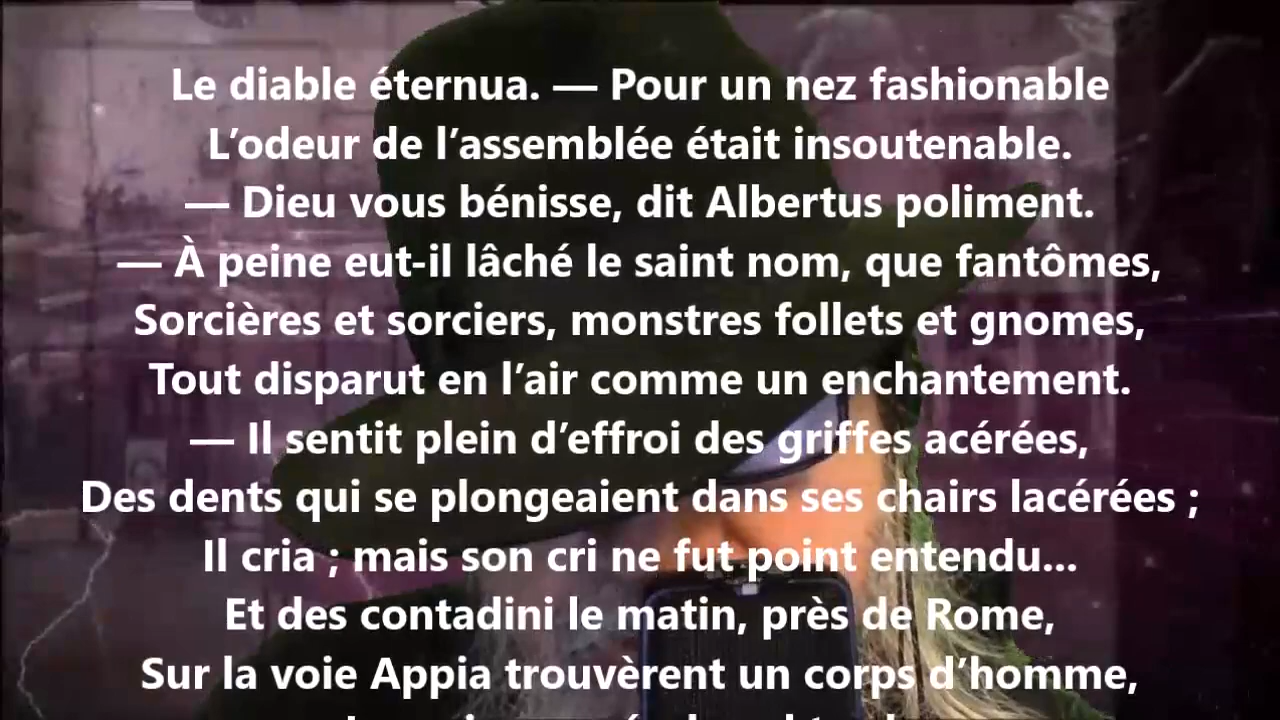 Le diable éternua. — Pour un nez fashionable
L’odeur de l’assemblée était insoutenable.
— Dieu vous bénisse, dit Albertus poliment.
— À peine eut-il lâché le saint nom, que fantômes,
Sorcières et sorciers, monstres follets et gnomes,
Tout disparut en l’air comme un enchantement.
— Il sentit plein d’effroi des griffes acérées,
Des dents qui se plongeaient dans ses chairs lacérées ;
Il cria ; mais son cri ne fut point entendu...
Et des contadini le matin, près de Rome,
Sur la voie Appia trouvèrent un corps d’homme,